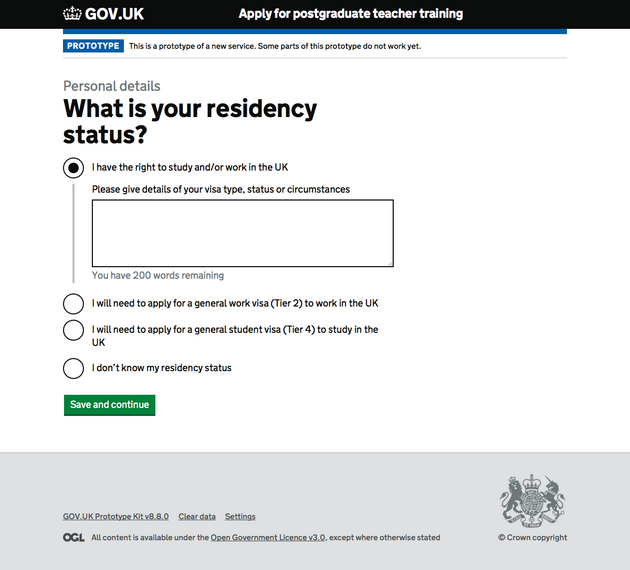 GOV.UK
Apply for postgraduate teacher training
PROTOTYPE This is a prototype of a new service. Some parts of this prototype do not work yet.
Personal details
What is your residency
status?
I have the right to study and/or work in the UK
Please give details of your visa type, status or circumstances
You have 200 words remaining
I will need to apply for a general work visa (Tier 2) to work in the UK
I will need to apply for a general student visa (Tier 4) to study in the
UK
I don't know my residency status
Save and continue
GOV.UK Prototype Kit v8.8.0 Clear data Settings
OGL All content is available under the Open Government Licence v3.0, except where otherwise stated
© Crown copyright